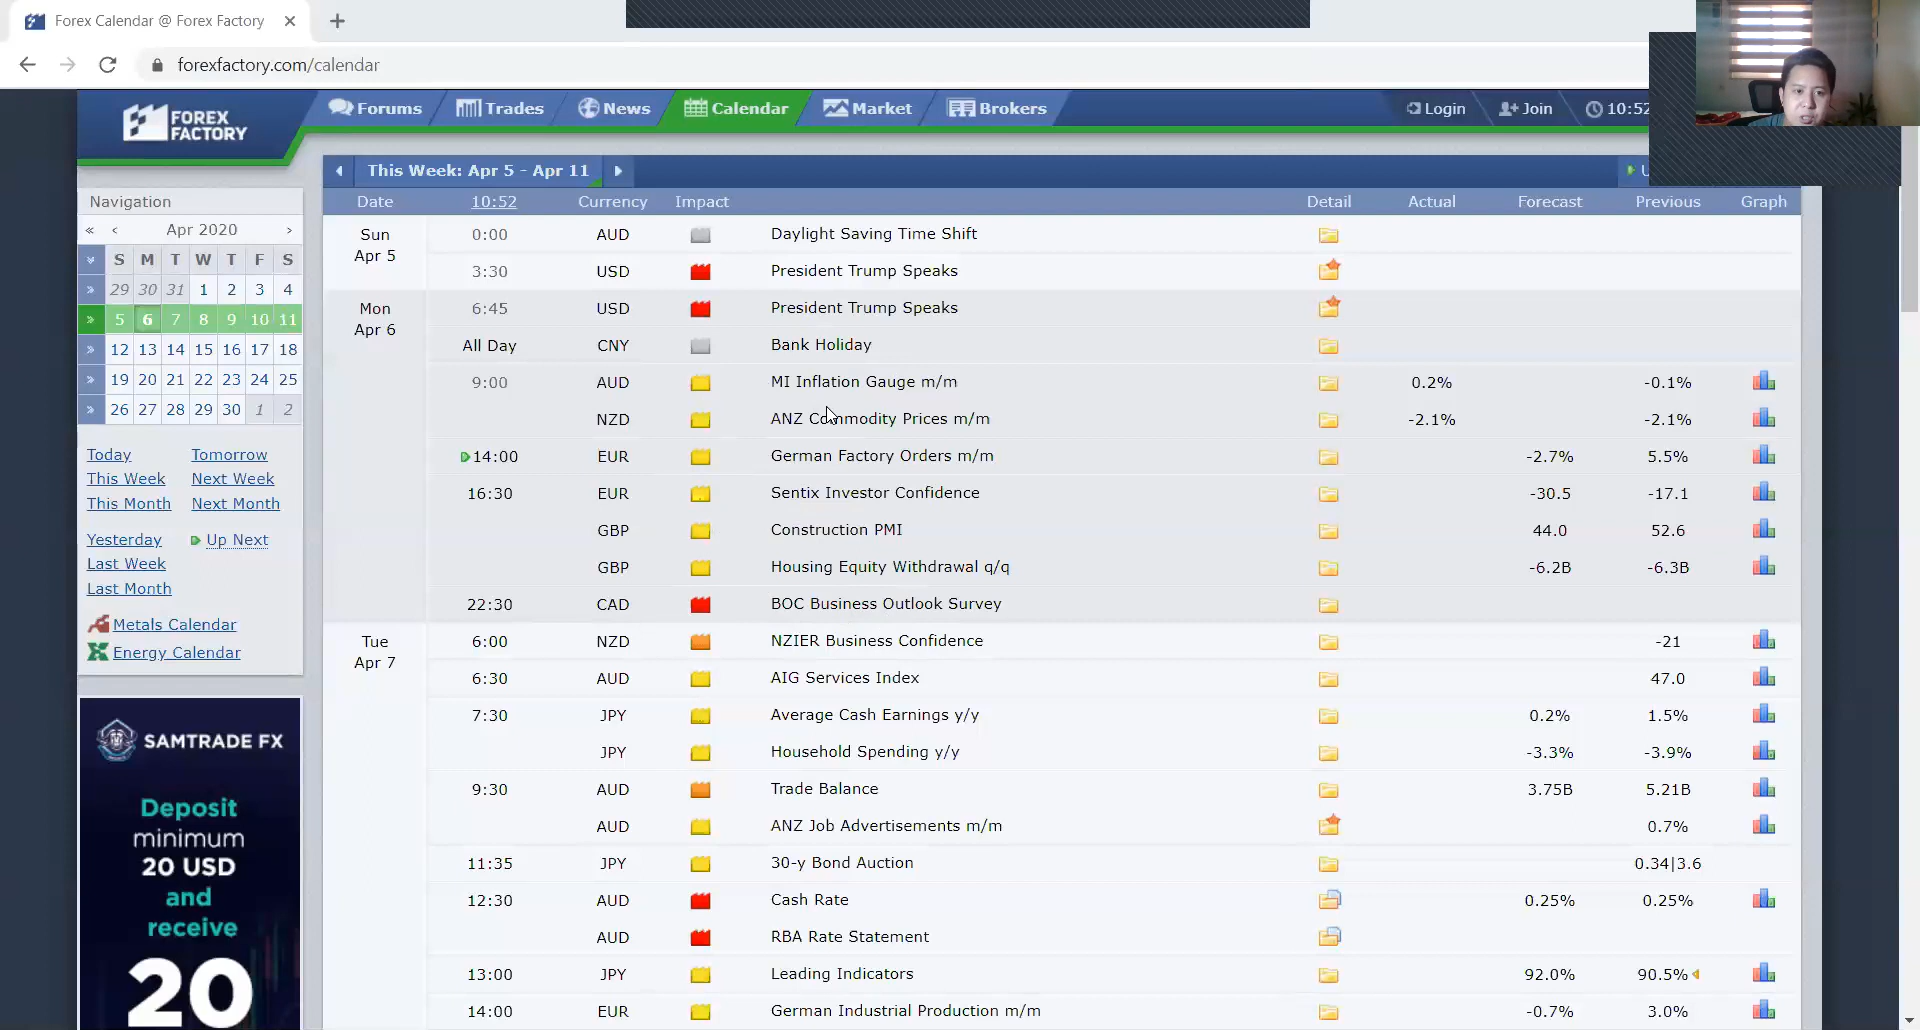 Forex Calendar @ Forex Factory
forexfactory.com/calendar
FOREX FACTORY
Forums Trades News Calendar Market Brokers Login Join 10:52
This Week: Apr 5 - Apr 11
Date 10:52 Currency Impact Detail Actual Forecast Previous Graph
Sun Apr 5
0:00 AUD Daylight Saving Time Shift
3:30 USD President Trump Speaks
Mon Apr 6
6:45 USD President Trump Speaks
All Day CNY Bank Holiday
9:00 AUD MI Inflation Gauge m/m 0.2% -0.1%
NZD ANZ Commodity Prices m/m -2.1% -2.1%
14:00 EUR German Factory Orders m/m -2.7% 5.5%
16:30 EUR Sentix Investor Confidence -30.5 -17.1
GBP Construction PMI 44.0 52.6
GBP Housing Equity Withdrawal q/q -6.2B -6.3B
22:30 CAD BOC Business Outlook Survey
Tue Apr 7
6:00 NZD NZIER Business Confidence -21
6:30 AUD AIG Services Index 47.0
7:30 JPY Average Cash Earnings y/y 0.2% 1.5%
JPY Household Spending y/y -3.3% -3.9%
9:30 AUD Trade Balance 3.75B 5.21B
AUD ANZ Job Advertisements m/m 0.7%
11:35 JPY 30-y Bond Auction 0.34|3.6
12:30 AUD Cash Rate 0.25% 0.25%
AUD RBA Rate Statement
13:00 JPY Leading Indicators 92.0% 90.5%
14:00 EUR German Industrial Production m/m -0.7% 3.0%
Navigation
« ‹ Apr 2020 ›
S M T W T F S
» 29 30 31 1 2 3 4
» 5 6 7 8 9 10 11
» 12 13 14 15 16 17 18
» 19 20 21 22 23 24 25
» 26 27 28 29 30 1 2
Today Tomorrow
This Week Next Week
This Month Next Month
Yesterday Up Next
Last Week
Last Month
Metals Calendar
Energy Calendar
SAMTRADE FX
Deposit
minimum
20 USD
and
receive
20